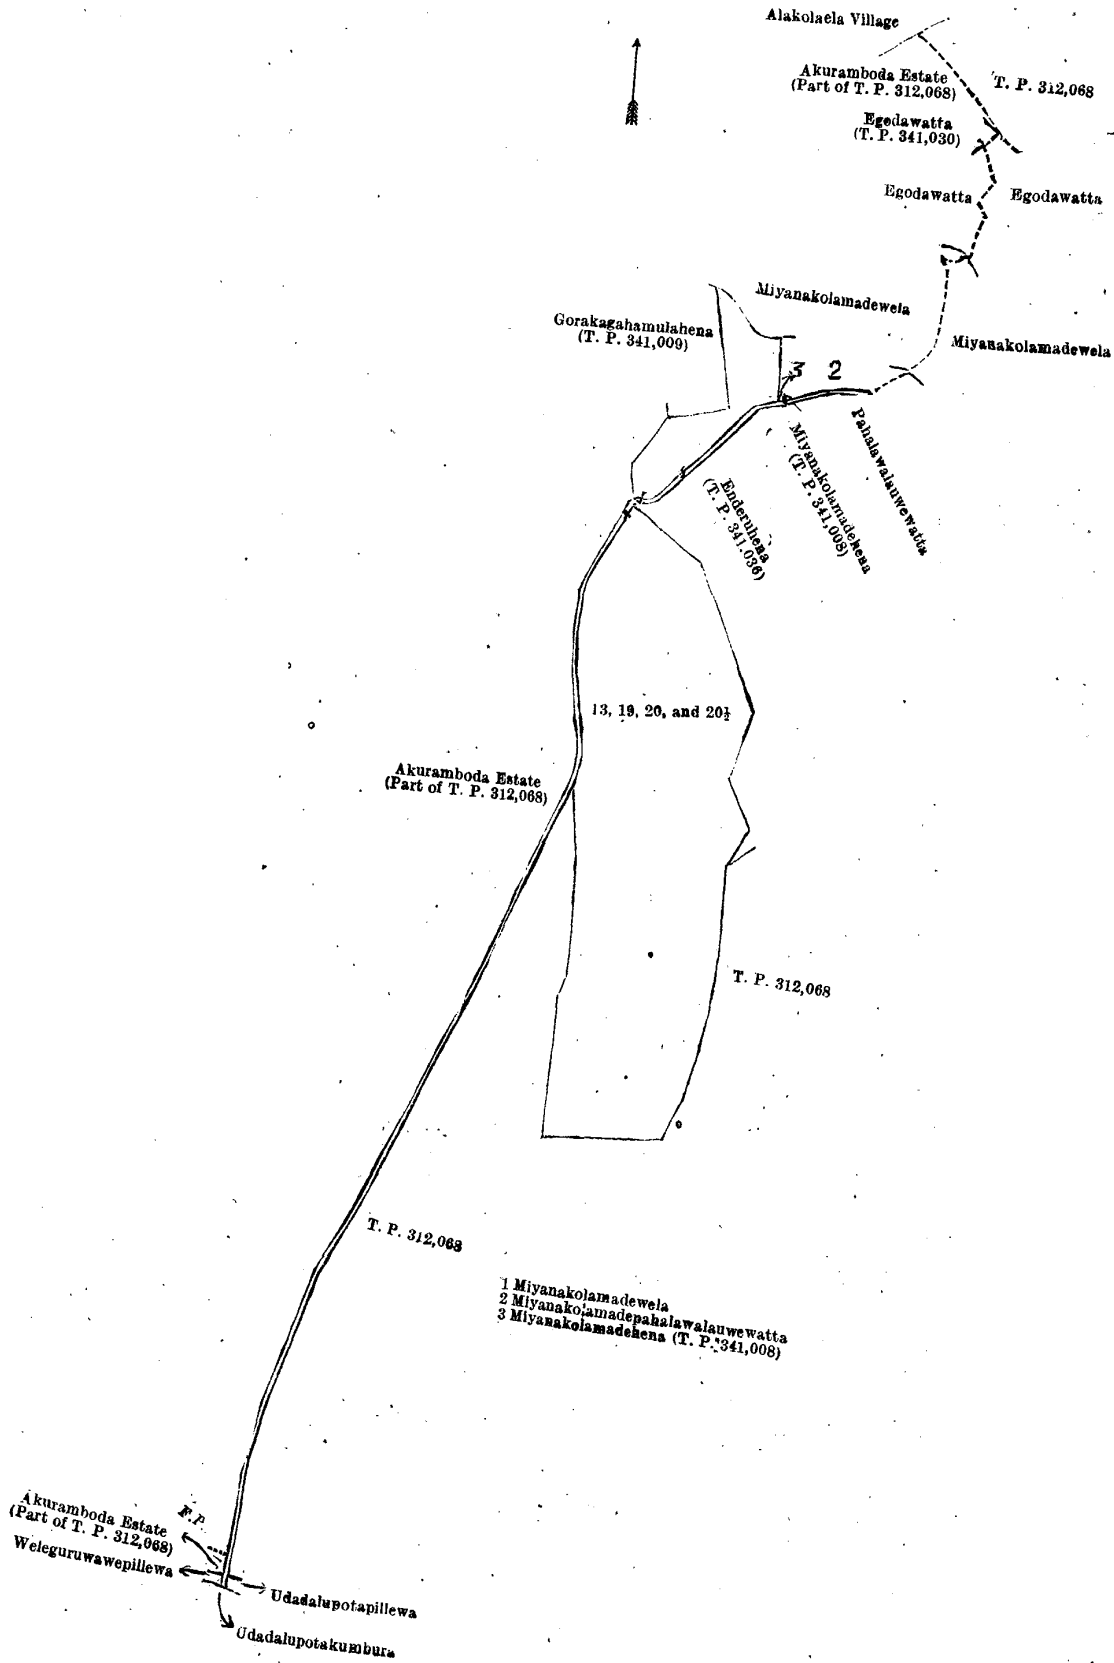 Alakolaela Village
Akuramboda Estate
(Part of T. P. 312,068)
T. P. 312,068
Egodawatta
(T. P. 341,030)
Egodawatta
Egodawatta
Miyanakolamadewela
Gorakagahamulahena
(T. P. 341,009)
Miyanakolamadewela
3
2
Pahalawalauwewatta
Miyanakolamadehena
(T. P. 341,008)
Enderuhena
(T. P. 341.036)
13, 19, 20, and 20½
Akuramboda Estate
(Part of T. P. 312,068)
T. P. 312,068
T. P. 312,068
1 Miyanakolamadewela
2 Miyanakolamadepahalawalauwewatta
3 Miyanakolamadehena (T. P. 341,008)
Akuramboda Estate
(Part of T. P. 312,068)
F.P.
Weleguruwawepillewa
Udadalupotapillewa
Udadalupotakumbura